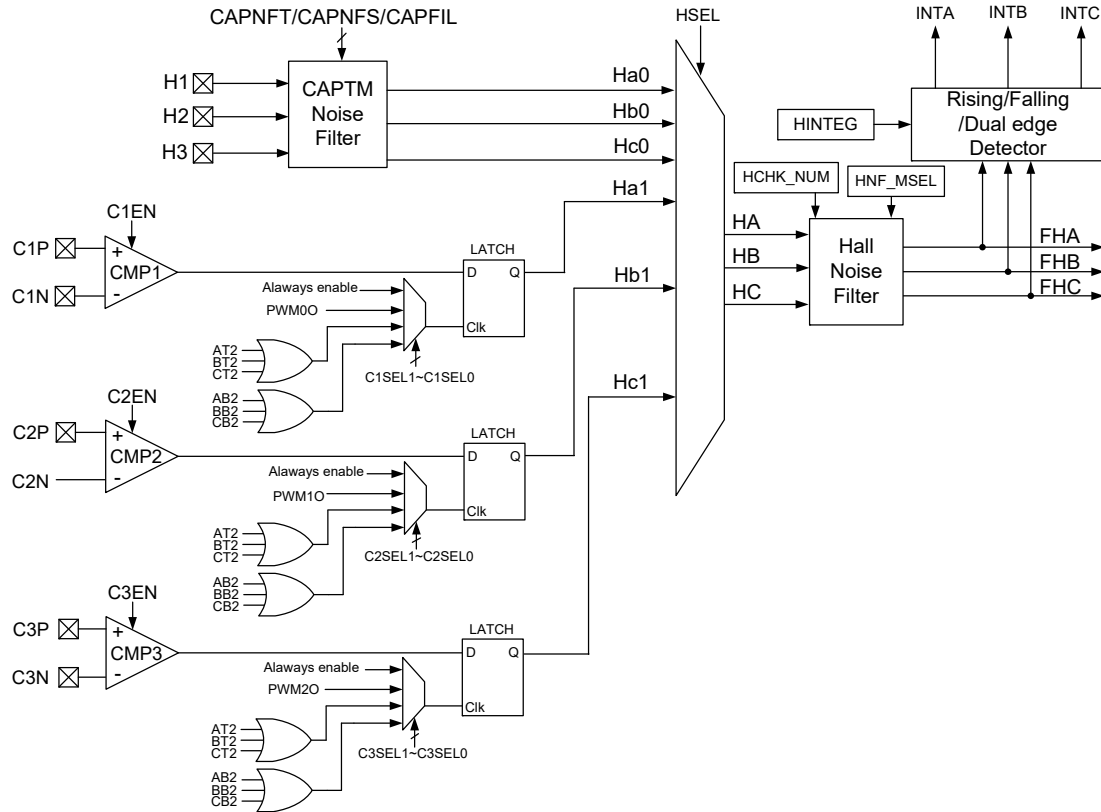 CAPNFT/CAPNFS/CAPFIL
HSEL
INTA
INTB
INTC
H1
H2
H3
CAPTM
Noise
Filter
Ha0
Hb0
Hc0
HINTEG
Rising/Falling
/Dual edge
Detector
HCHK_NUM
HNF_MSEL
C1EN
C1P
C1N
+
-
CMP1
LATCH
D
Q
Clk
Ha1
Alaways enable
PWM0O
AT2
BT2
CT2
AB2
BB2
CB2
C1SEL1~C1SEL0
HA
HB
HC
Hall
Noise
Filter
FHA
FHB
FHC
C2EN
C2P
C2N
+
-
CMP2
LATCH
D
Q
Clk
Hb1
Alaways enable
PWM1O
AT2
BT2
CT2
AB2
BB2
CB2
C2SEL1~C2SEL0
C3EN
C3P
C3N
+
-
CMP3
LATCH
D
Q
Clk
Hc1
Alaways enable
PWM2O
AT2
BT2
CT2
AB2
BB2
CB2
C3SEL1~C3SEL0